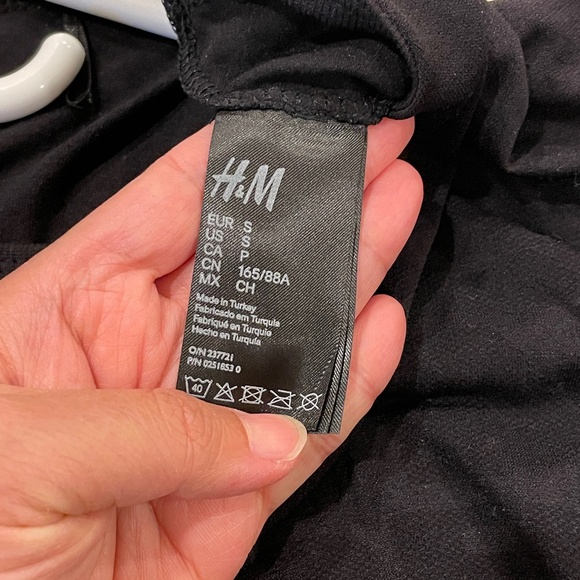 H&M
EUR S
US S
CA P
CN 165/88A
MX CH
Made in Turkey
Fabricado em Turquia
Fabriqué en Turquie
Hecho en Turquía
O/N 237721
P/N 0251853 0
40